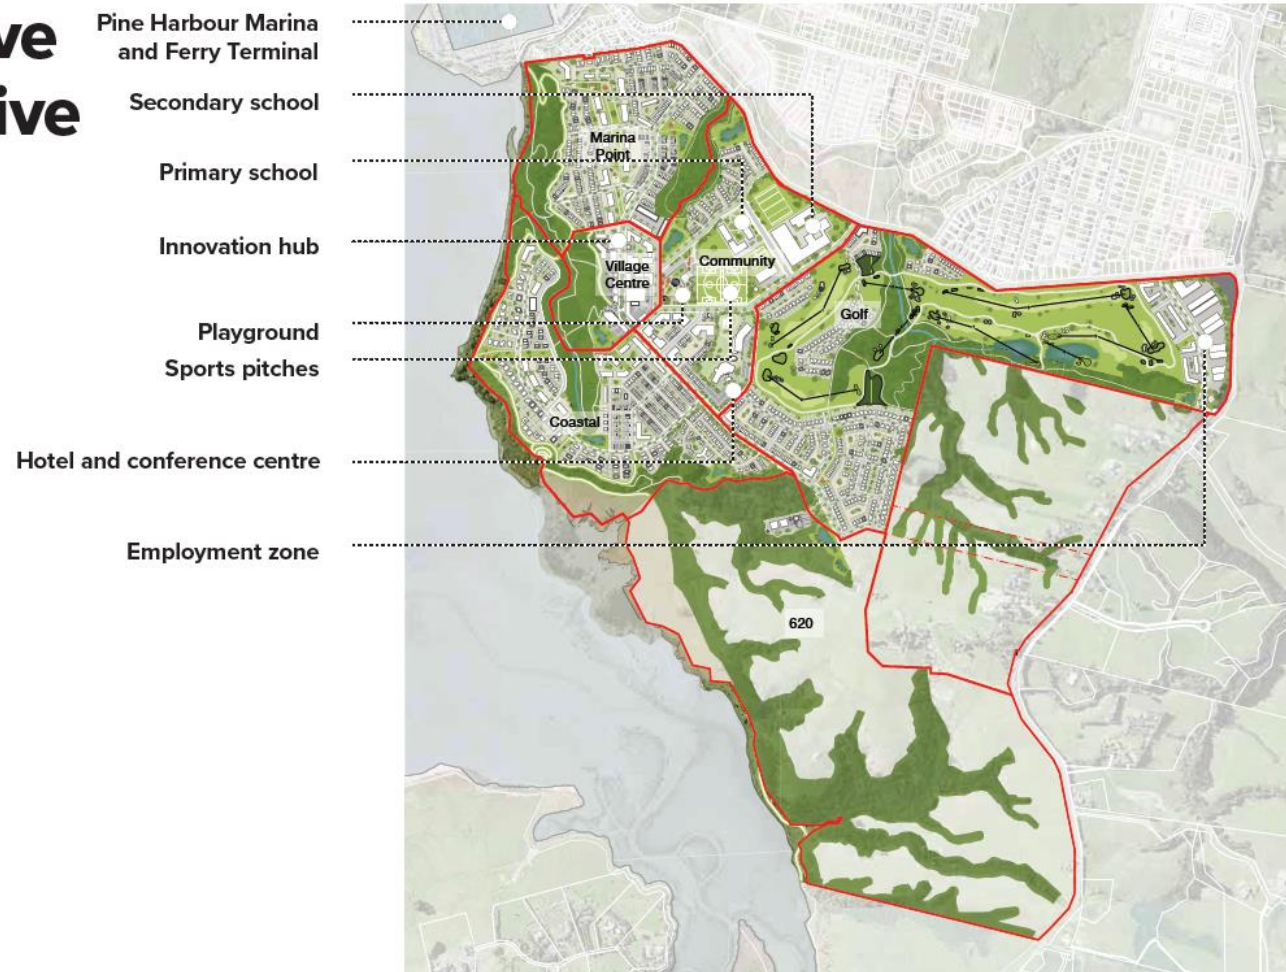 ve
ive
Pine Harbour Marina
and Ferry Terminal
Secondary school
Primary school
Innovation hub
Playground
Sports pitches
Hotel and conference centre
Employment zone
Marina
Point
Village
Centre
Community
Golf
Coastal
620